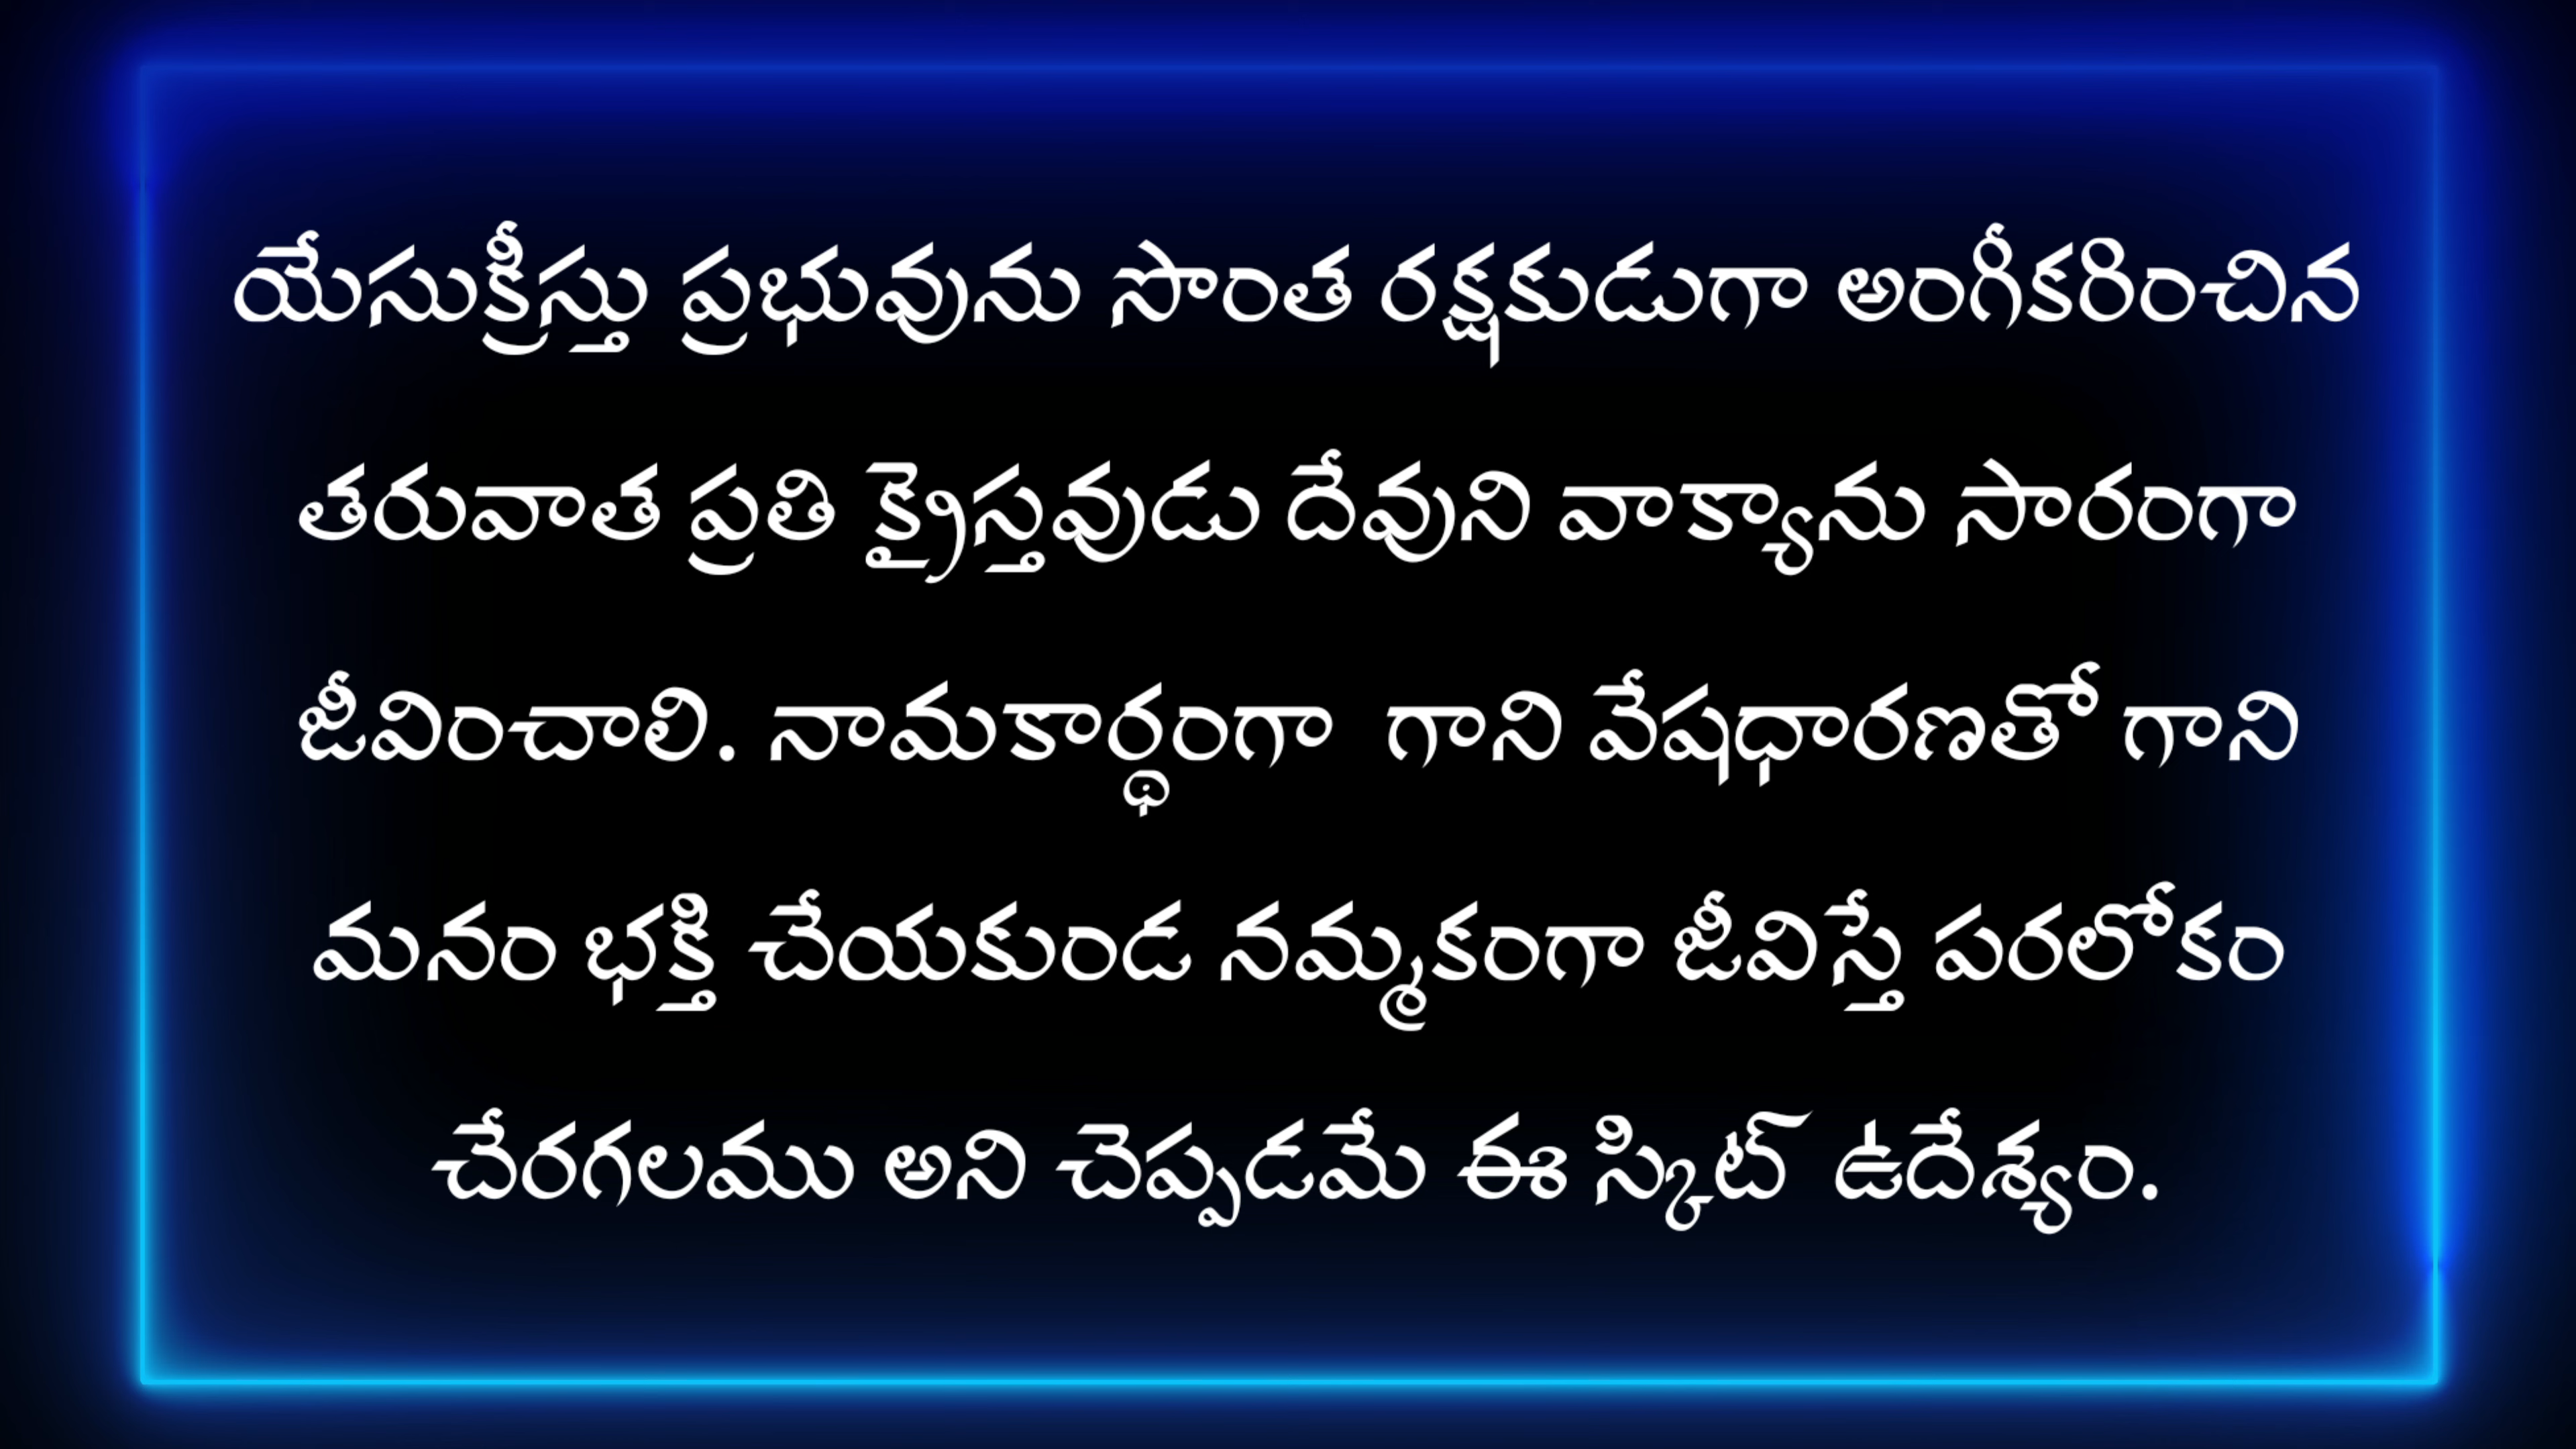 యేసుక్రీస్తు ప్రభువును సొంత రక్షకుడుగా అంగీకరించిన
తరువాత ప్రతి క్రైస్తవుడు దేవుని వాక్యాను సారంగా
జీవించాలి. నామకార్థంగా  గాని వేషధారణతో గాని
మనం భక్తి చేయకుండ నమ్మకంగా జీవిస్తే పరలోకం
చేరగలము అని చెప్పడమే ఈ స్కిట్ ఉదేశ్యం.